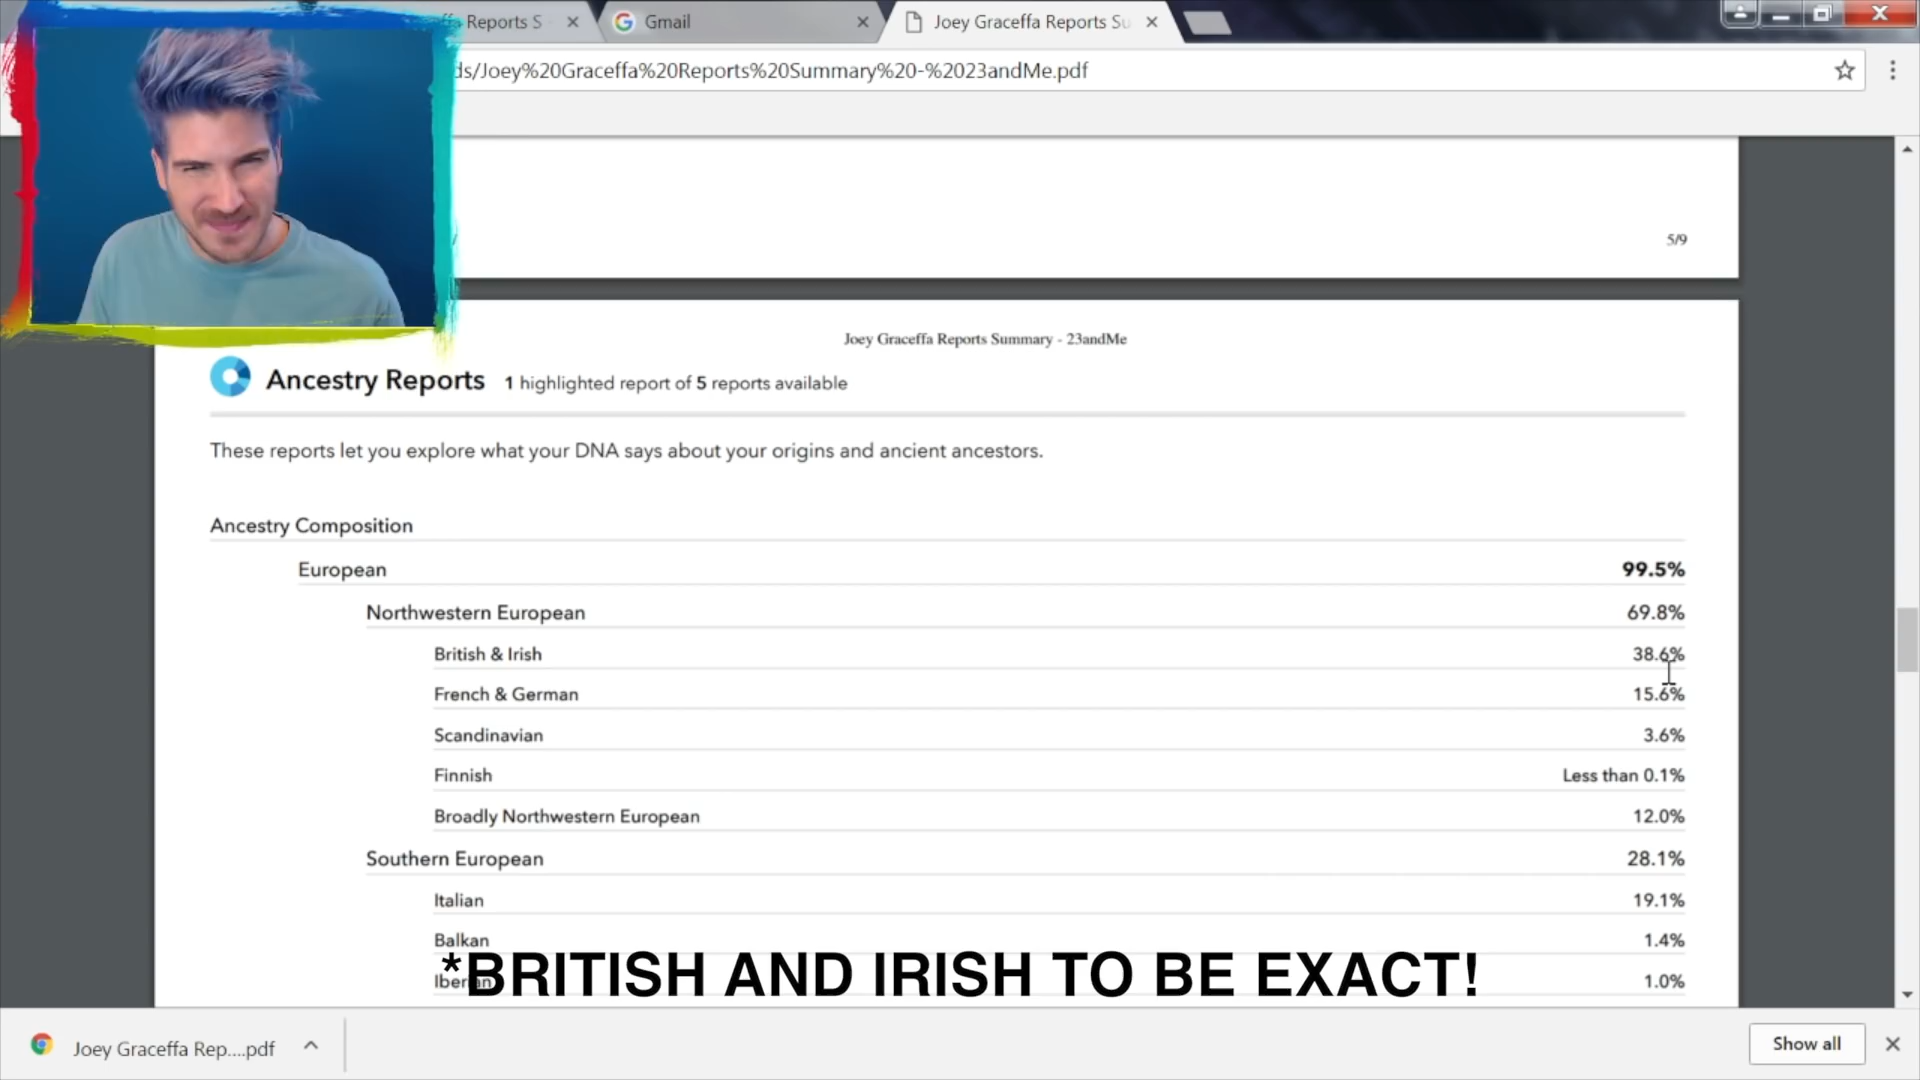 fa Reports S
Gmail
Joey Graceffa Reports Su
ds/Joey%20Graceffa%20Reports%20Summary%20-%2023andMe.pdf
5/9
Joey Graceffa Reports Summary - 23andMe
Ancestry Reports 1 highlighted report of 5 reports available
These reports let you explore what your DNA says about your origins and ancient ancestors.
Ancestry Composition
European 99.5%
Northwestern European 69.8%
British & Irish 38.6%
French & German 15.6%
Scandinavian 3.6%
Finnish Less than 0.1%
Broadly Northwestern European 12.0%
Southern European 28.1%
Italian 19.1%
Balkan 1.4%
Iberian 1.0%
*BRITISH AND IRISH TO BE EXACT!
Joey Graceffa Rep....pdf
Show all